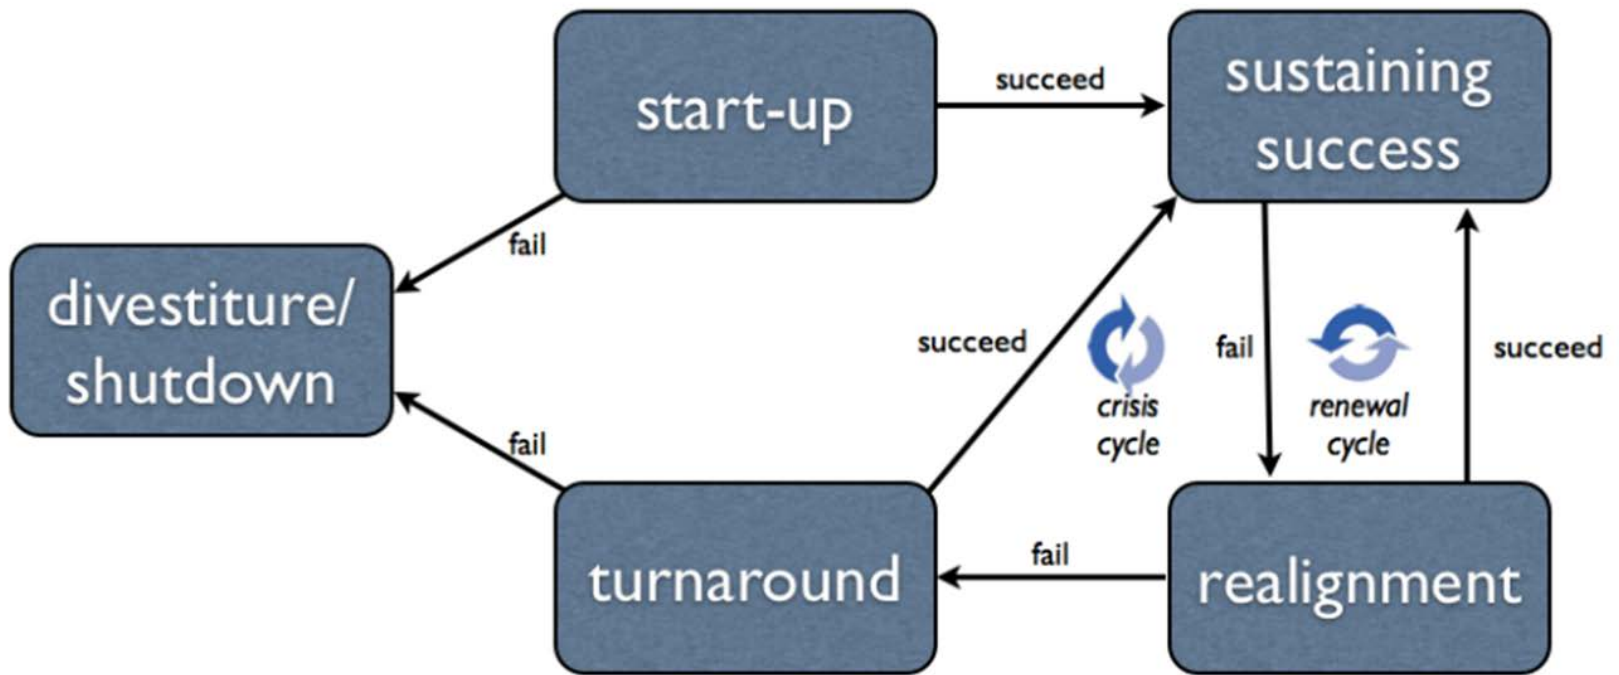 start-up
succeed
sustaining
success
fail
divestiture/
shutdown
succeed
crisis
cycle
fail
renewal
cycle
succeed
fail
turnaround
fail
realignment